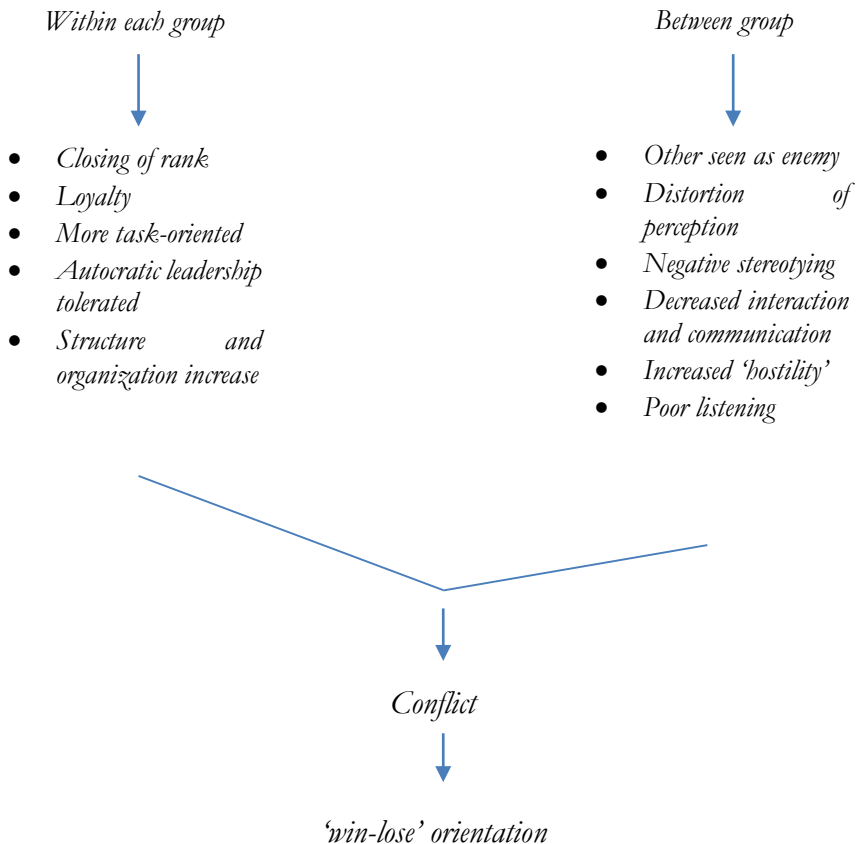 Within each group
• Closing of rank
• Loyalty
• More task-oriented
• Autocratic leadership
tolerated
• Structure and
organization increase
Between group
• Other seen as enemy
• Distortion of
perception
• Negative stereotying
• Decreased interaction
and communication
• Increased ‘hostility’
• Poor listening
Conflict
‘win-lose’ orientation